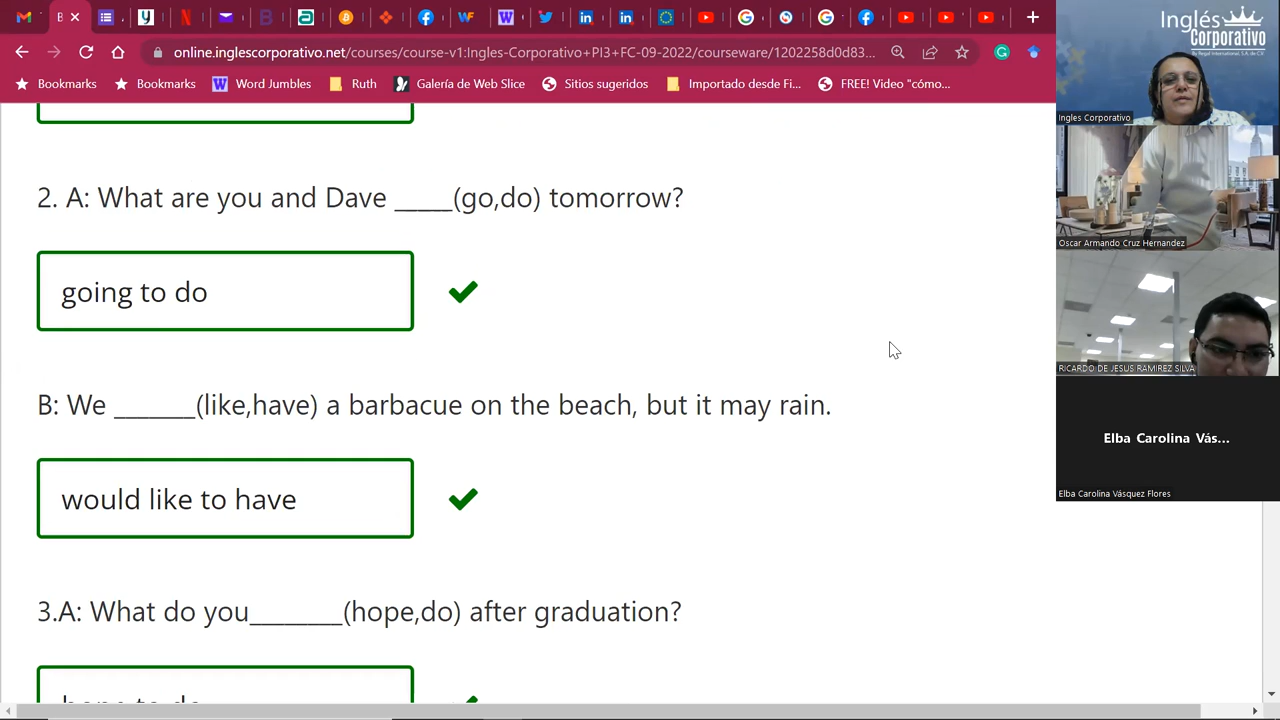 B
online.inglescorporativo.net/courses/course-v1:Ingles-Corporativo+PI3+FC-09-2022/courseware/1202258d0d83...
Bookmarks
Bookmarks
Word Jumbles
Ruth
Galería de Web Slice
Sitios sugeridos
Importado desde Fi...
FREE! Video "cómo...
2. A: What are you and Dave _____(go,do) tomorrow?
going to do
B: We _______(like,have) a barbacue on the beach, but it may rain.
would like to have
3.A: What do you________(hope,do) after graduation?
hope to do
Inglés
Corporativo
Ingles Corporativo
Oscar Armando Cruz Hernandez
RICARDO DE JESUS RAMIREZ SILVA
Elba Carolina Vás...
Elba Carolina Vásquez Flores